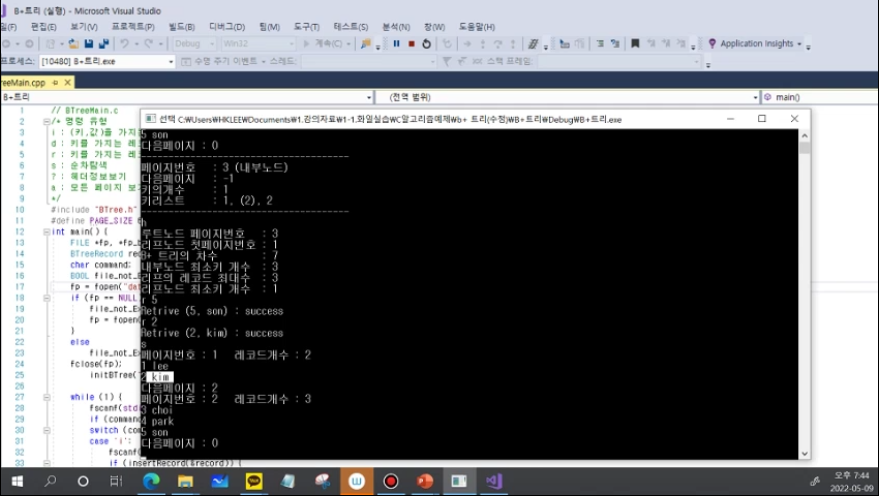 B+트리 (실행) - Microsoft Visual Studio
일(F) 편집(E) 보기(V) 프로젝트(P) 빌드(B) 디버그(D) 팀(M) 도구(T) 테스트(S) 분석(N) 창(W) 도움말(H)
Debug Win32 계속(C) Application Insights
프로세스: [10480] B+트리.exe 수명 주기 이벤트 스레드: 스택 프레임:
reeMain.cpp
B+트리 (전역 범위) main()
1 // BTreeMain.c
2 /* 명령 유형
3 i : (키,값)을 가지
4 d : 키를 가지는 레
5 r : 키를 가지는 레
6 s : 순차탐색
7 ? : 헤더정보보기
8 a : 모든 페이지 보
9 */
10 #include "BTree.h"
11 #define PAGE_SIZE
12 int main() {
13 FILE *fp, *fp_
14 BTreeRecord rec
15 char command;
16 BOOL file_not_E
17 fp = fopen("da
18 if (fp == NULL
19 file_not_Ex
20 fp = fopen(
21 }
22 else
23 file_not_Ex
24 fclose(fp);
25 initBTree(
26
27 while (1) {
28 fscanf(std
29 if (comman
30 switch (com
31 case 'i':
32 fscanf(
33 if (insertRecord(&record)) {
선택 C:\Users\HKLEE\Documents\1.강의자료\1-1.화일실습\C알고리즘예제\b+ 트리(수정)\B+트리\Debug\B+트리.exe
5 son
다음페이지 : 0
페이지번호 : 3 (내부노드)
다음페이지 : -1
키의개수 : 1
키리스트 : 1, (2), 2
h
루트노드 페이지번호 : 3
리프노드 첫페이지번호 : 1
B+ 트리의 차수 : 7
내부노드 최소키 개수 : 3
리프의 레코드 최대수 : 3
리프노드 최소키 개수 : 1
r 5
Retrive (5, son) : success
r 2
Retrive (2, kim) : success
s
페이지번호 : 1 레코드개수 : 2
1 lee
2 kim
다음페이지 : 2
페이지번호 : 2 레코드개수 : 3
3 choi
4 park
5 son
다음페이지 : 0
오후 7:44
2022-05-09